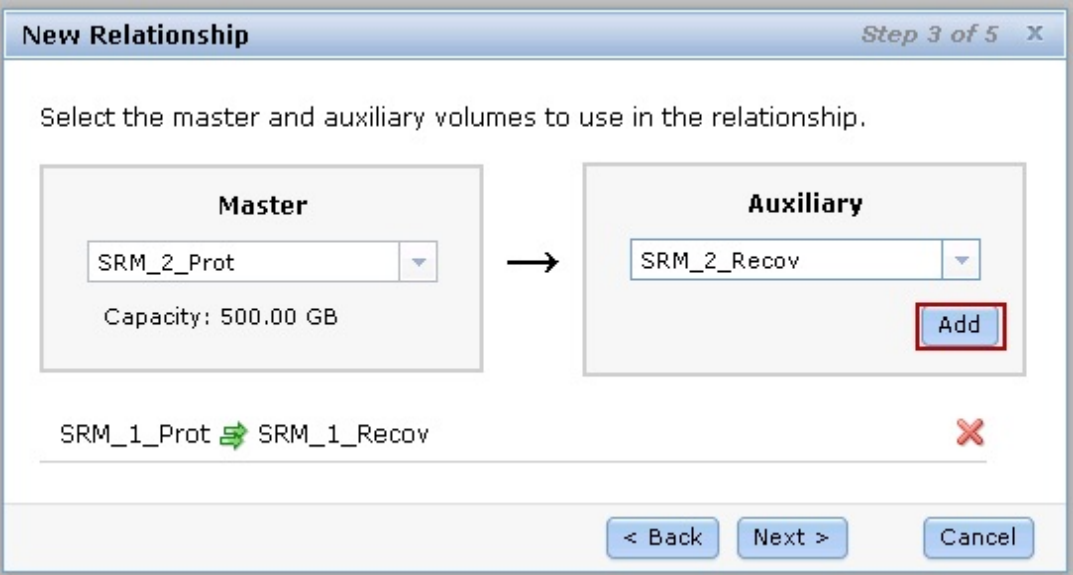 New Relationship Step 3 of 5 X
Select the master and auxiliary volumes to use in the relationship.
Master
SRM_2_Prot
Capacity: 500.00 GB
Auxiliary
SRM_2_Recov
Add
SRM_1_Prot SRM_1_Recov
< Back Next > Cancel